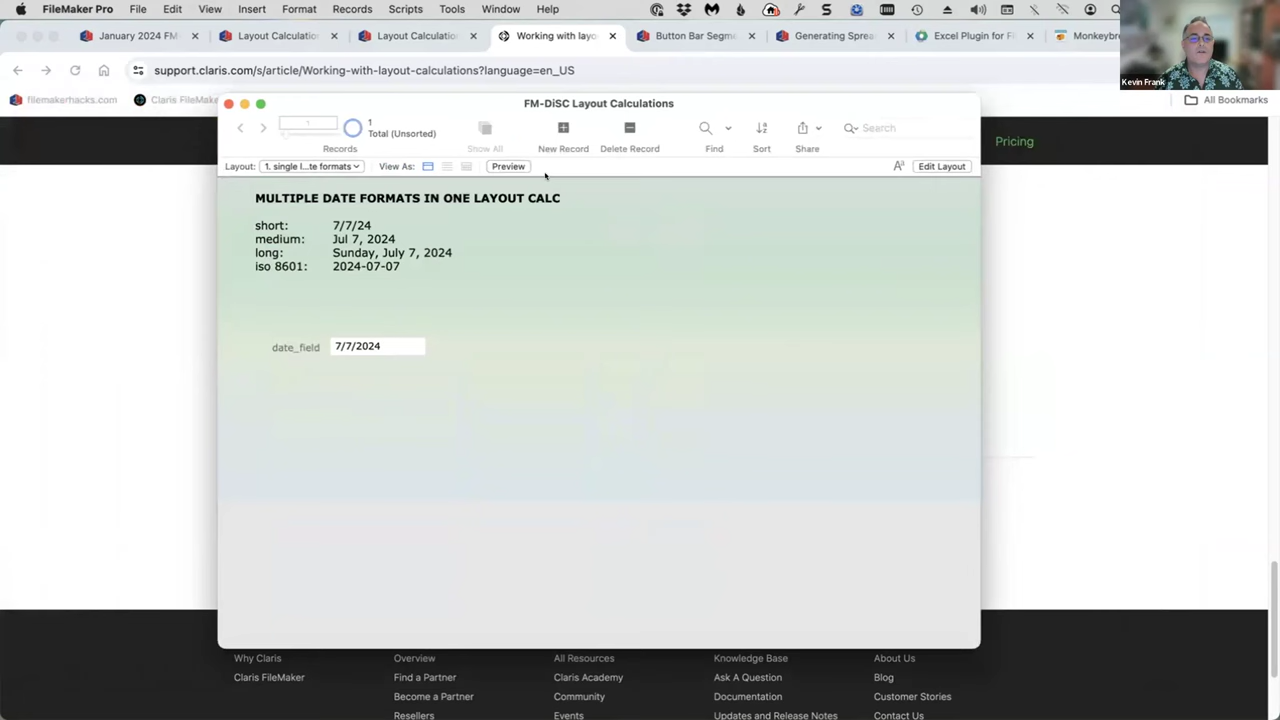 FileMaker Pro File Edit View Insert Format Records Scripts Tools Window Help
January 2024 FM- Layout Calculatio Layout Calculatio Working with layo Button Bar Segme Generating Sprea Excel Plugin for F Monkeybre
support.claris.com/s/article/Working-with-layout-calculations?language=en_US
Kevin Frank
filemakerhacks.com Claris FileMake All Bookmarks
FM-DiSC Layout Calculations
1
Total (Unsorted)
Records Show All New Record Delete Record Find Sort Share Search
Layout: 1. single l...te formats View As: Preview Aa Edit Layout
Pricing
MULTIPLE DATE FORMATS IN ONE LAYOUT CALC
short: 7/7/24
medium: Jul 7, 2024
long: Sunday, July 7, 2024
iso 8601: 2024-07-07
date_field 7/7/2024
Why Claris Overview All Resources Knowledge Base About Us
Claris FileMaker Find a Partner Claris Academy Ask A Question Blog
Become a Partner Community Documentation Customer Stories
Resellers Events Updates and Release Notes Contact Us